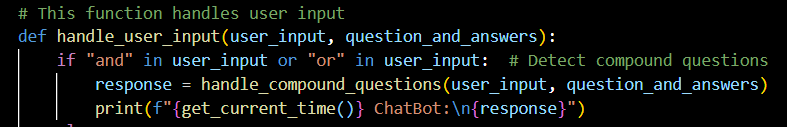 # This function handles user input
def handle_user_input(user_input, question_and_answers):
    if "and" in user_input or "or" in user_input:  # Detect compound questions
        response = handle_compound_questions(user_input, question_and_answers)
        print(f"{get_current_time()} ChatBot:\n{response}")